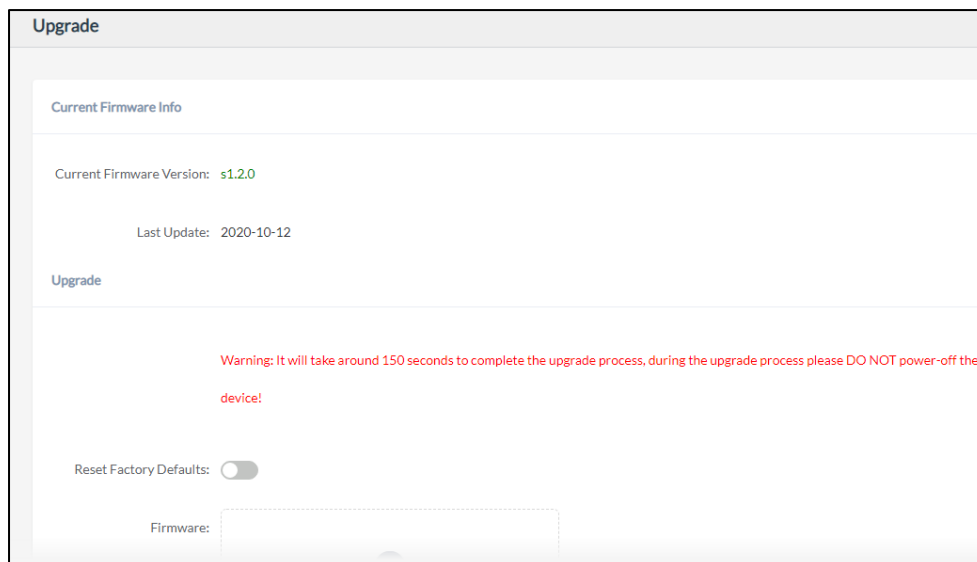 Upgrade
Current Firmware Info
Current Firmware Version: s1.2.0
Last Update: 2020-10-12
Upgrade
Warning: It will take around 150 seconds to complete the upgrade process, during the upgrade process please DO NOT power-off the
device!
Reset Factory Defaults:
Firmware: